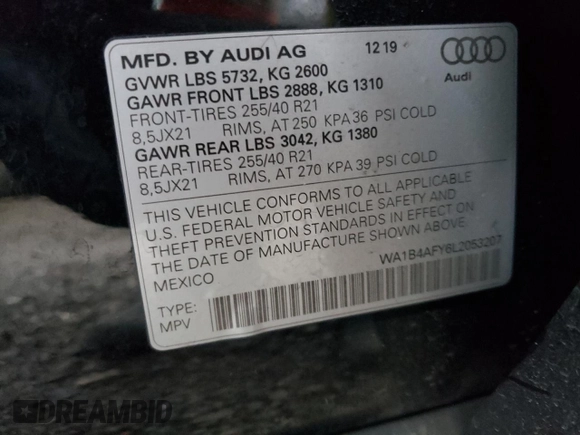 MFD. BY AUDI AG 12 19
GVWR LBS 5732, KG 2600
GAWR FRONT LBS 2888, KG 1310
FRONT-TIRES 255/40 R21
8,5JX21 RIMS, AT 250 KPA 36 PSI COLD
GAWR REAR LBS 3042, KG 1380
REAR-TIRES 255/40 R21
8,5JX21 RIMS, AT 270 KPA 39 PSI COLD
Audi
THIS VEHICLE CONFORMS TO ALL APPLICABLE
U.S. FEDERAL MOTOR VEHICLE SAFETY AND
THEFT PREVENTION STANDARDS IN EFFECT ON
THE DATE OF MANUFACTURE SHOWN ABOVE.
MEXICO
WA1B4AFY6L2053207
TYPE:
MPV
DREAMBID